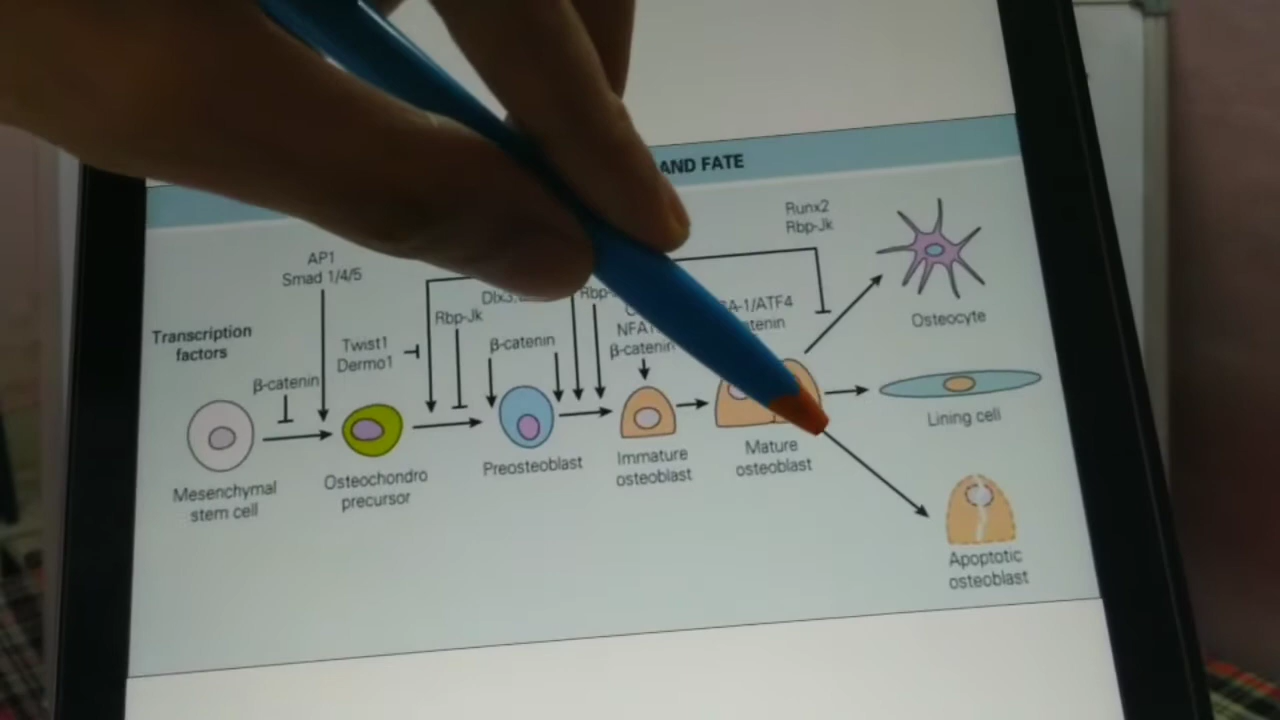 AND FATE
Runx2
Rbp-Jk
AP1
Smad 1/4/5
Rbp-Jk
Transcription
factors
Twist1
Dermo1
β-catenin
β-catenin
β-catenin
Osteocyte
Lining cell
Mesenchymal
stem cell
Osteochondro
precursor
Preosteoblast
Immature
osteoblast
Mature
osteoblast
Apoptotic
osteoblast